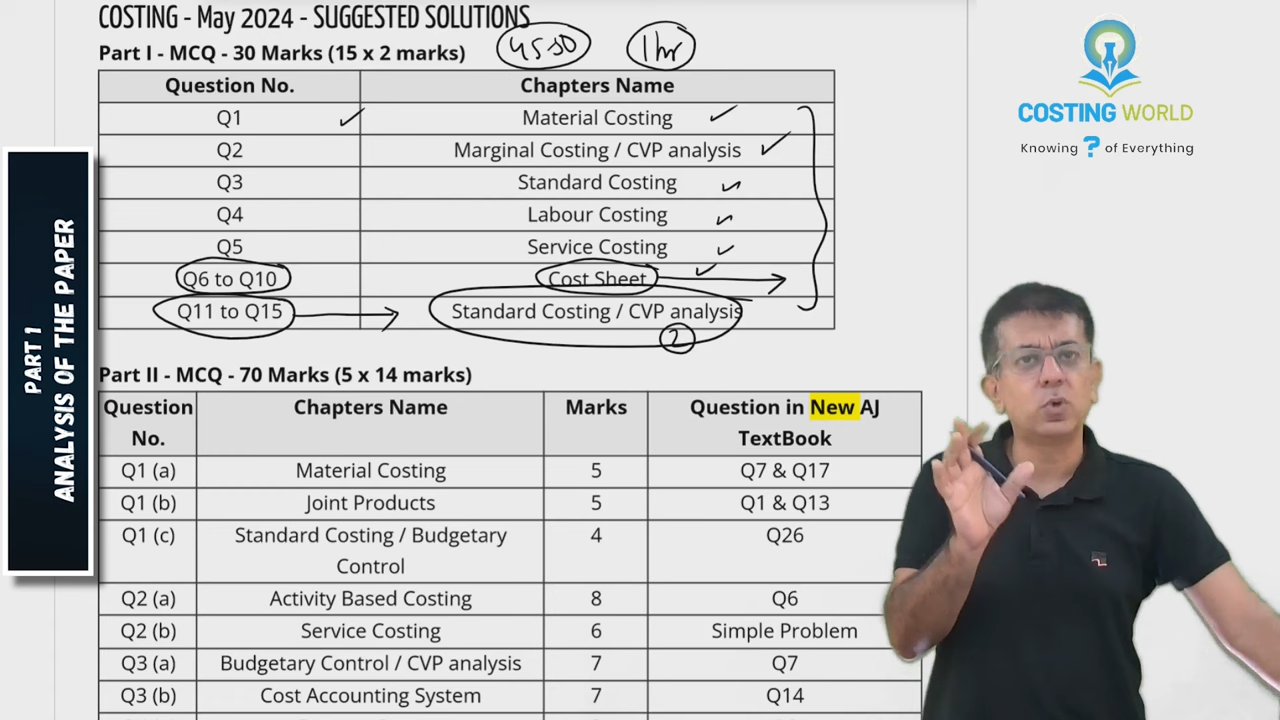 COSTING - May 2024 - SUGGESTED SOLUTIONS
Part I - MCQ - 30 Marks (15 x 2 marks)
45 50
1 hr
Question No. Chapters Name
Q1 Material Costing
Q2 Marginal Costing / CVP analysis
Q3 Standard Costing
Q4 Labour Costing
Q5 Service Costing
Q6 to Q10 Cost Sheet
Q11 to Q15 Standard Costing / CVP analysis
2
Part II - MCQ - 70 Marks (5 x 14 marks)
Question No. Chapters Name Marks Question in New AJ TextBook
Q1 (a) Material Costing 5 Q7 & Q17
Q1 (b) Joint Products 5 Q1 & Q13
Q1 (c) Standard Costing / Budgetary Control 4 Q26
Q2 (a) Activity Based Costing 8 Q6
Q2 (b) Service Costing 6 Simple Problem
Q3 (a) Budgetary Control / CVP analysis 7 Q7
Q3 (b) Cost Accounting System 7 Q14
PART 1
ANALYSIS OF THE PAPER
COSTING WORLD
Knowing ? of Everything